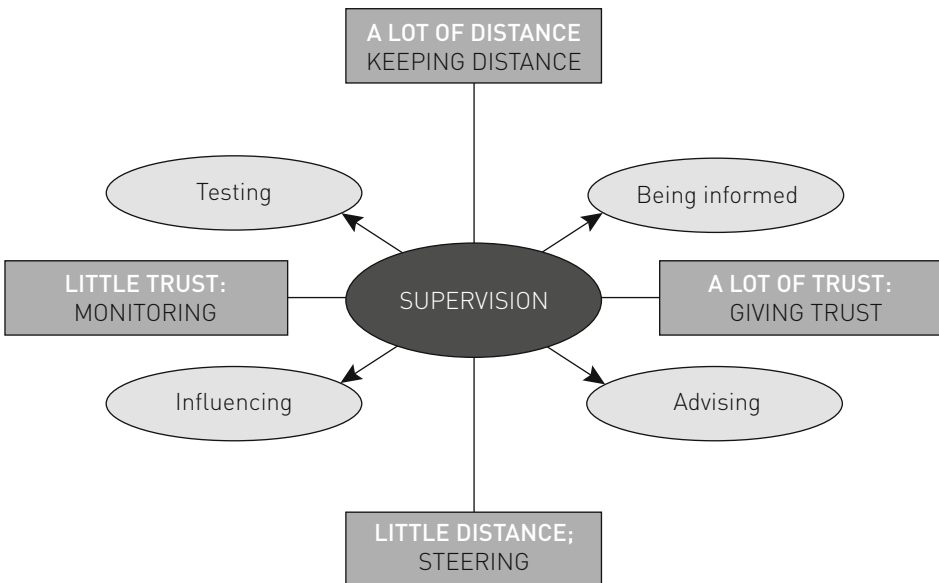 A LOT OF DISTANCE
KEEPING DISTANCE
Testing
Being informed
LITTLE TRUST:
MONITORING
SUPERVISION
A LOT OF TRUST:
GIVING TRUST
Influencing
Advising
LITTLE DISTANCE;
STEERING